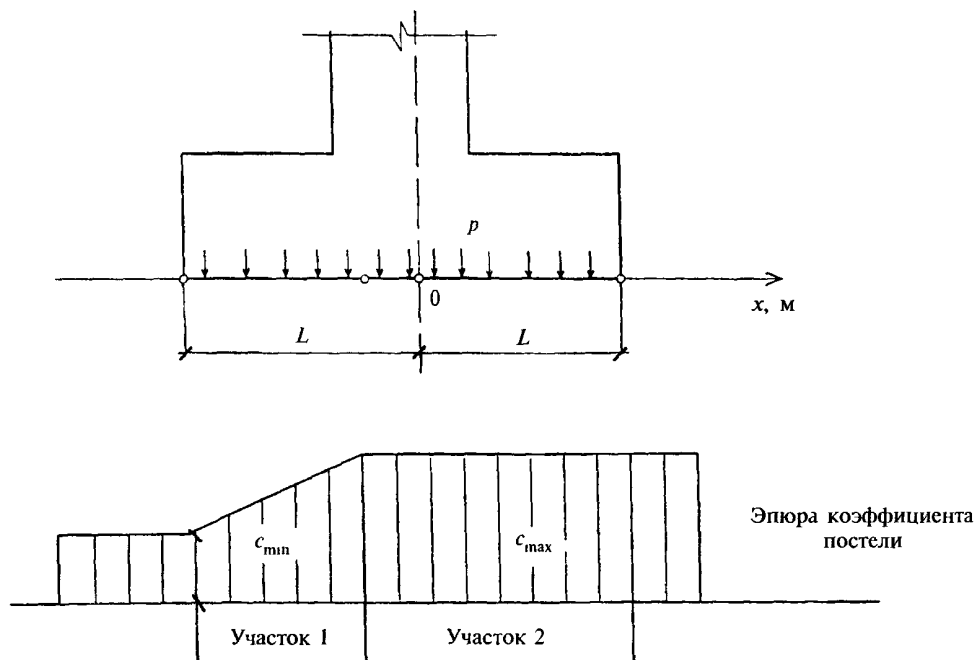 p
0
x, м
L
L
c_min
c_max
Эпюра коэффициента
постели
Участок 1
Участок 2